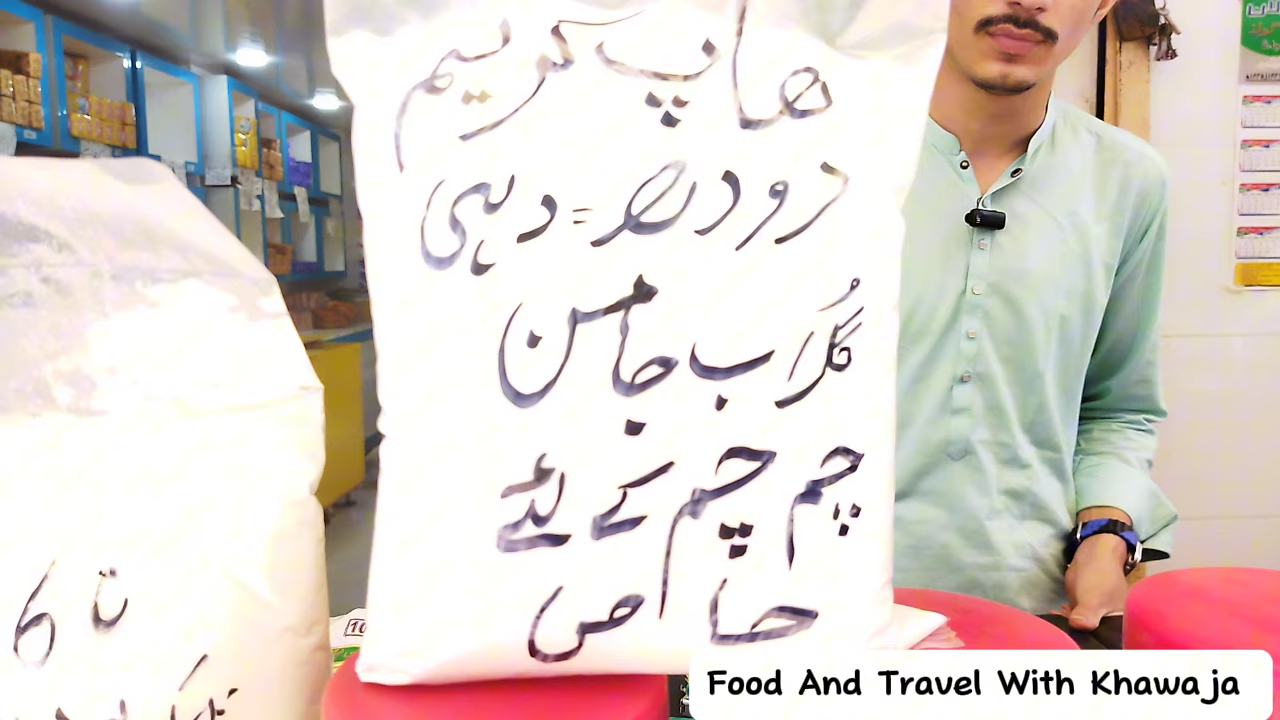 ھاپ کریم
دودھ = دہی
گلاب جامن
چم چم کے لئے
خاص
Food And Travel With Khawaja